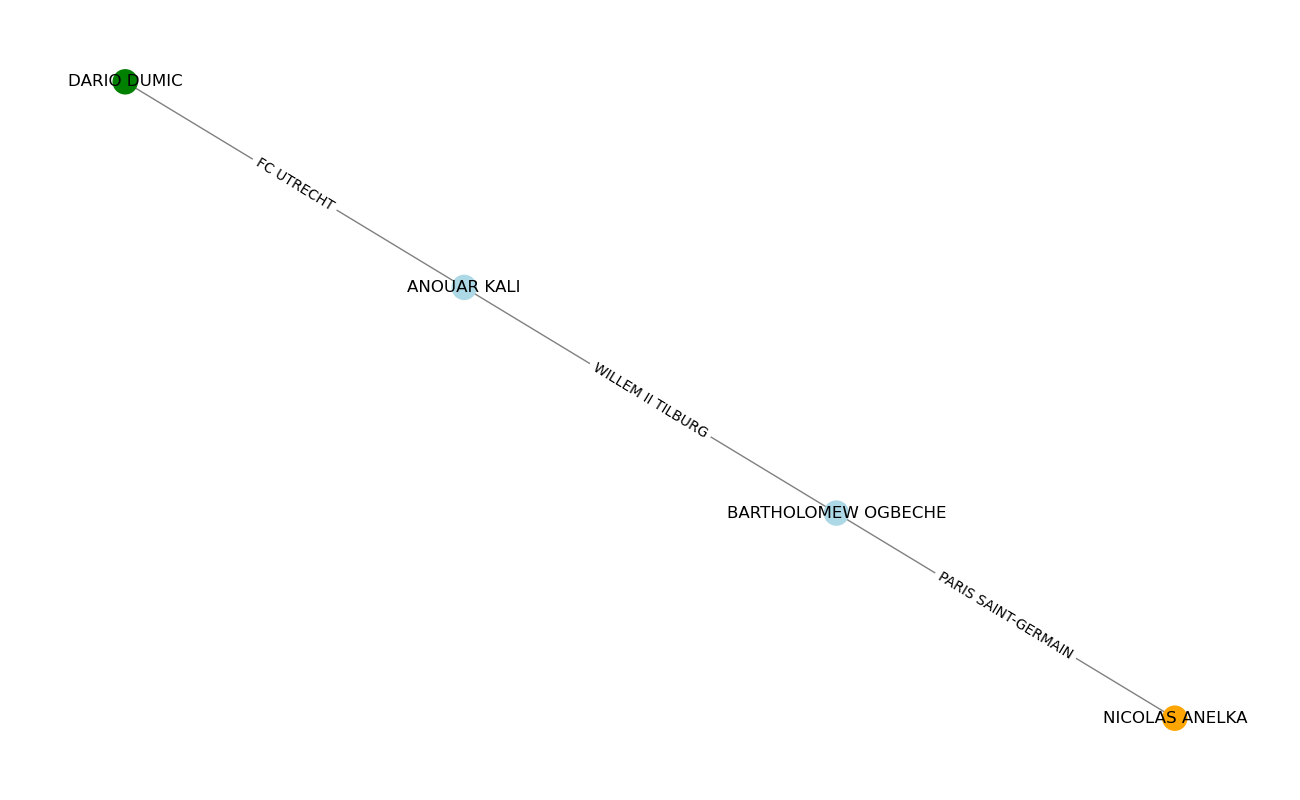 DARIO DUMIC
FC UTRECHT
ANOUAR KALI
WILLEM II TILBURG
BARTHOLOMEW OGBECHE
PARIS SAINT-GERMAIN
NICOLAS ANELKA